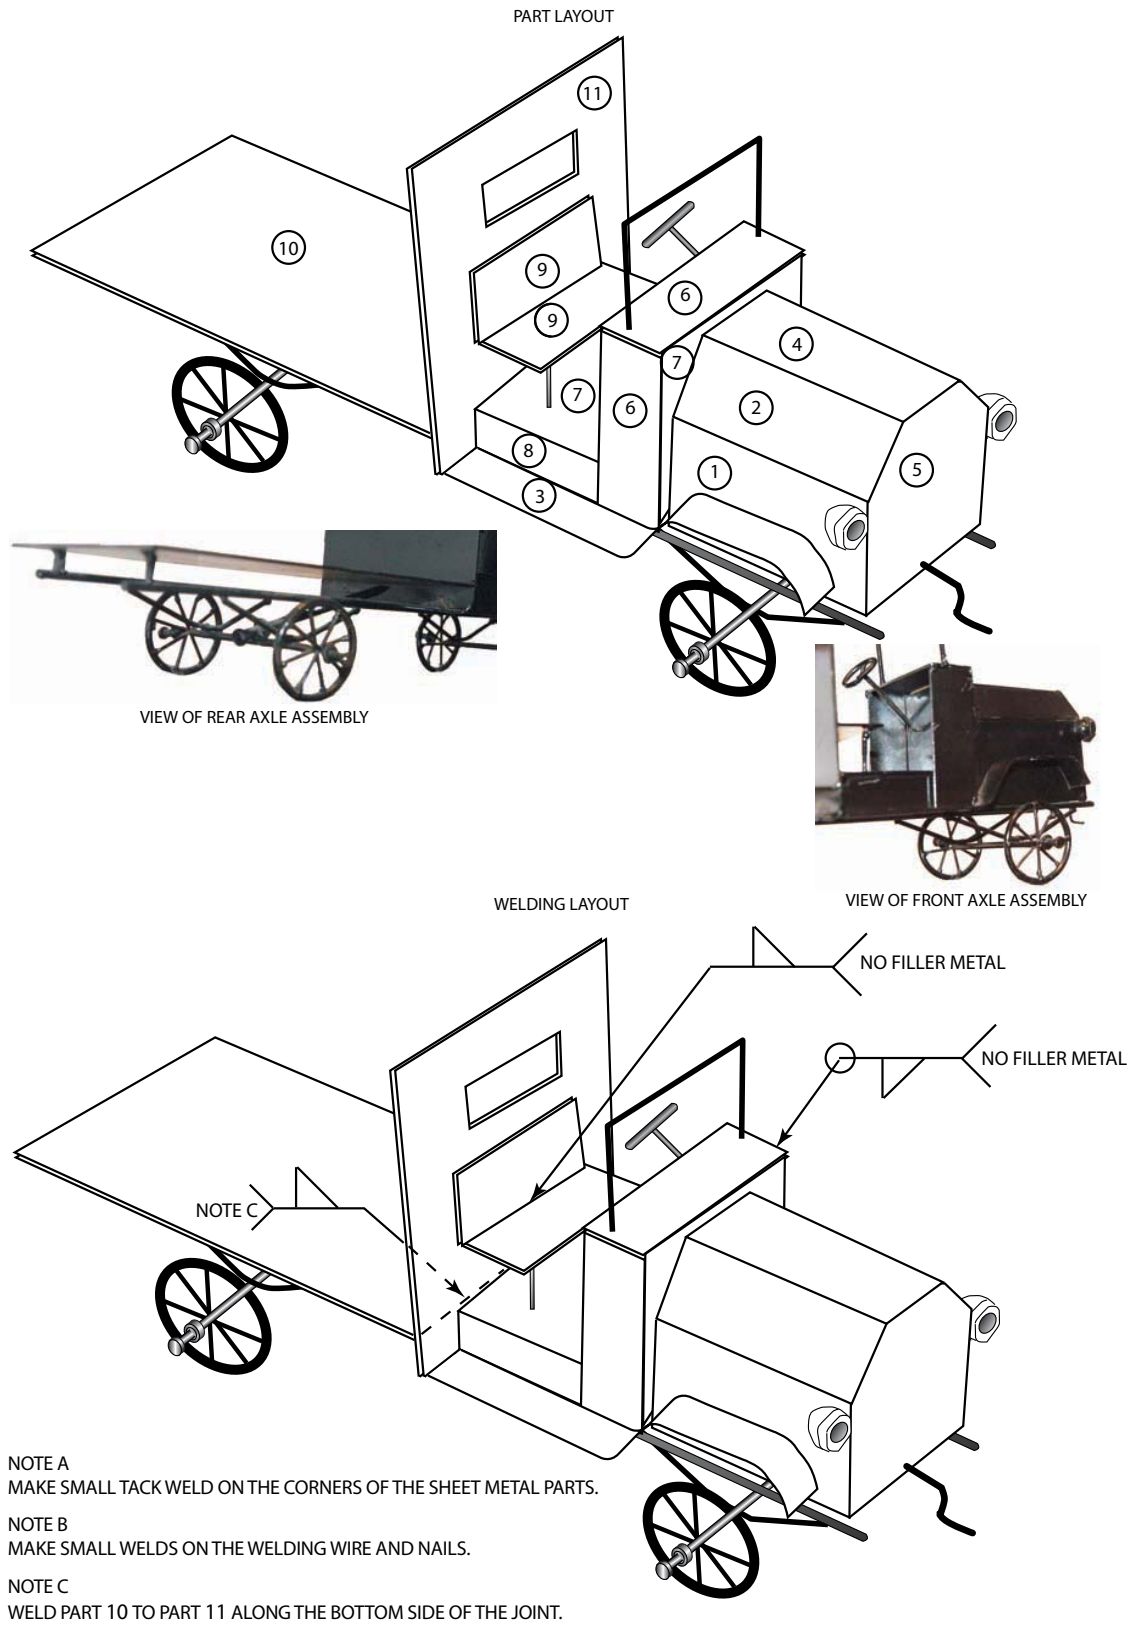 PART LAYOUT
11
10
9
9
6
4
7
7
2
6
8
1
5
3
VIEW OF REAR AXLE ASSEMBLY
VIEW OF FRONT AXLE ASSEMBLY
WELDING LAYOUT
NO FILLER METAL
NO FILLER METAL
NOTE C
NOTE A
MAKE SMALL TACK WELD ON THE CORNERS OF THE SHEET METAL PARTS.
NOTE B
MAKE SMALL WELDS ON THE WELDING WIRE AND NAILS.
NOTE C
WELD PART 10 TO PART 11 ALONG THE BOTTOM SIDE OF THE JOINT.